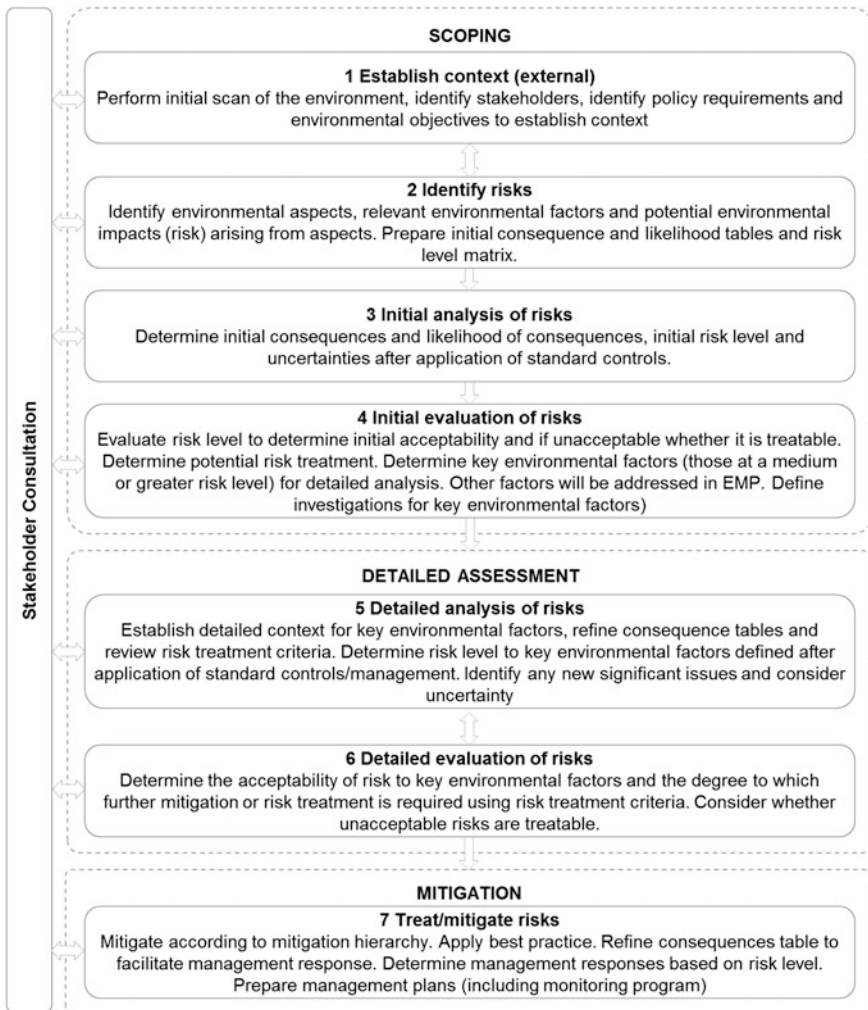 Stakeholder Consultation
SCOPING
1 Establish context (external)
Perform initial scan of the environment, identify stakeholders, identify policy requirements and
environmental objectives to establish context
2 Identify risks
Identify environmental aspects, relevant environmental factors and potential environmental
impacts (risk) arising from aspects. Prepare initial consequence and likelihood tables and risk
level matrix.
3 Initial analysis of risks
Determine initial consequences and likelihood of consequences, initial risk level and
uncertainties after application of standard controls.
4 Initial evaluation of risks
Evaluate risk level to determine initial acceptability and if unacceptable whether it is treatable.
Determine potential risk treatment. Determine key environmental factors (those at a medium
or greater risk level) for detailed analysis. Other factors will be addressed in EMP. Define
investigations for key environmental factors)
DETAILED ASSESSMENT
5 Detailed analysis of risks
Establish detailed context for key environmental factors, refine consequence tables and
review risk treatment criteria. Determine risk level to key environmental factors defined after
application of standard controls/management. Identify any new significant issues and consider
uncertainty
6 Detailed evaluation of risks
Determine the acceptability of risk to key environmental factors and the degree to which
further mitigation or risk treatment is required using risk treatment criteria. Consider whether
unacceptable risks are treatable.
MITIGATION
7 Treat/mitigate risks
Mitigate according to mitigation hierarchy. Apply best practice. Refine consequences table to
facilitate management response. Determine management responses based on risk level.
Prepare management plans (including monitoring program)